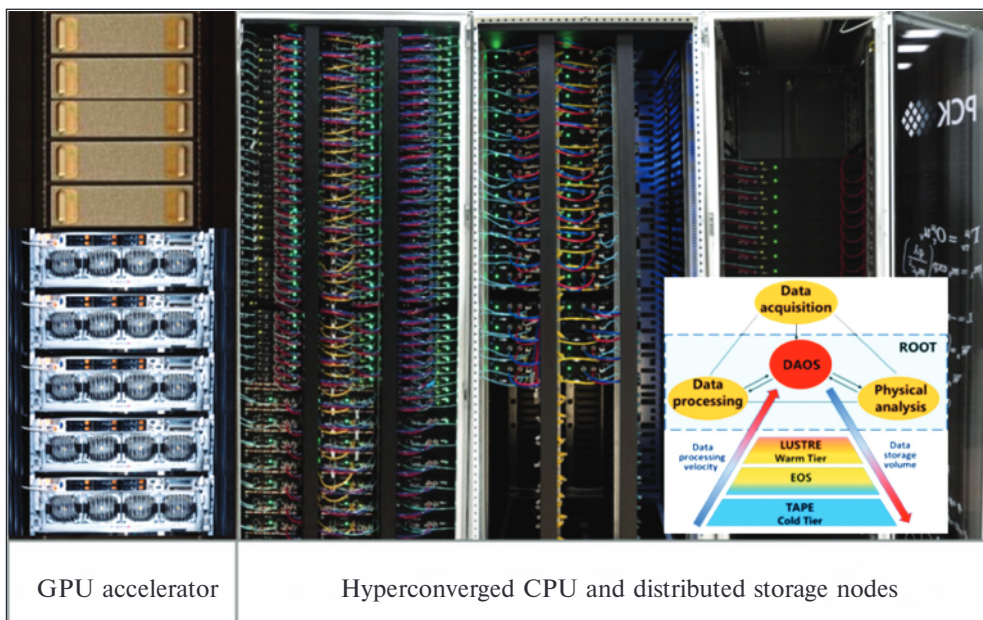 PCK
Data
acquisition
ROOT
DAOS
Data
processing
Physical
analysis
Data
processing
velocity
LUSTRE
Warm Tier
Data
storage
volume
EOS
TAPE
Cold Tier
GPU accelerator
Hyperconverged CPU and distributed storage nodes